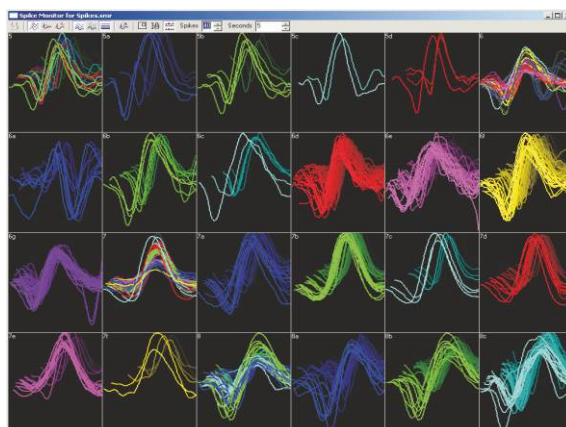 Spike Monitor for Spikes.smr
Spikes 40 Seconds 5
5 5a 5b 5c 5d 6
6a 6b 6c 6d 6e 6f
6g 7 7a 7b 7c 7d
7e 7f 8 8a 8b 8c